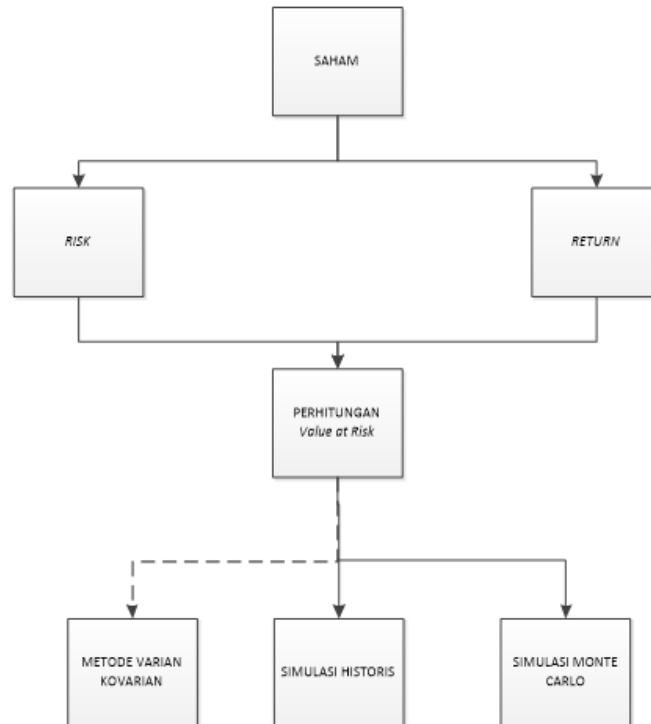 SAHAM
RISK
RETURN
PERHITUNGAN
Value at Risk
METODE VARIAN
KOVARIAN
SIMULASI HISTORIS
SIMULASI MONTE
CARLO